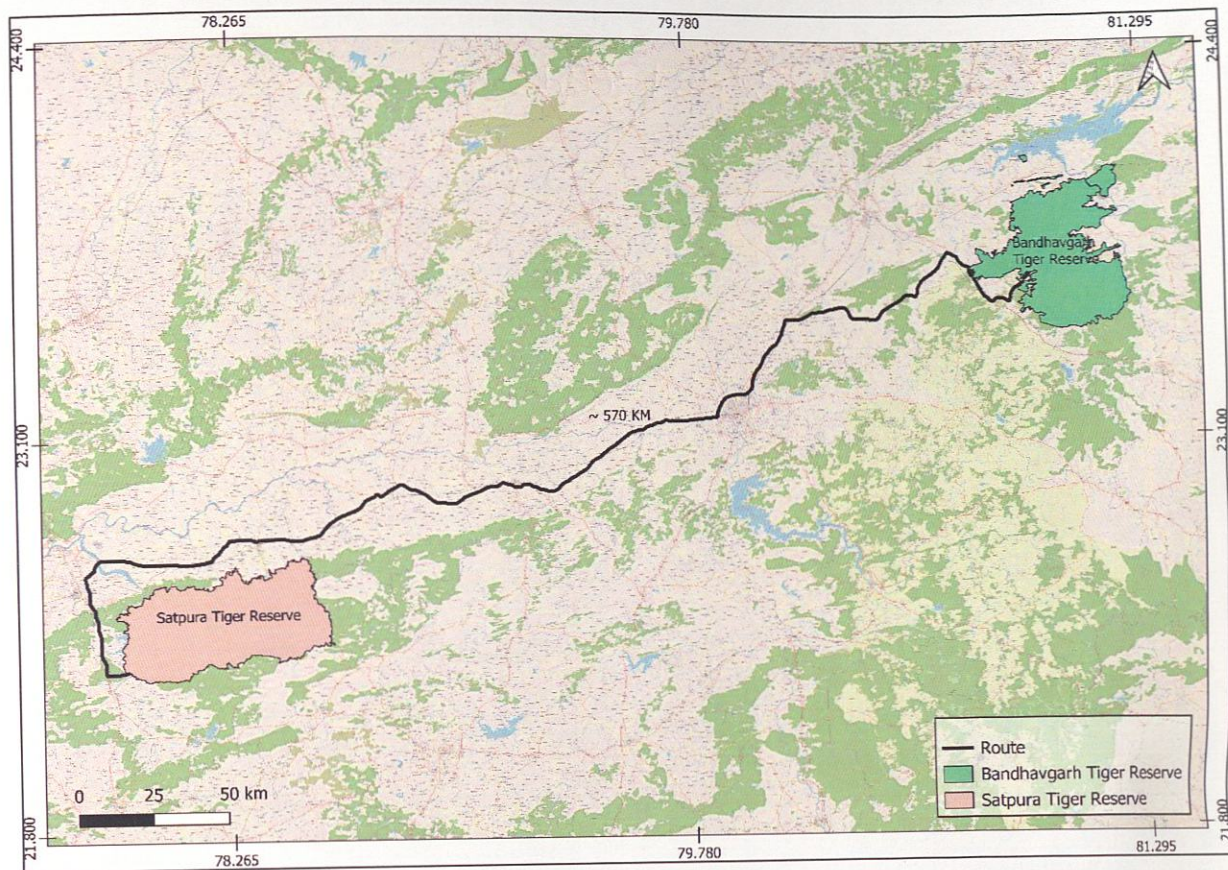 78.265
79.780
81.295
24.400
24.400
Bandhavgarh
Tiger Reserve
~ 570 KM
23.100
23.100
Satpura Tiger Reserve
Route
Bandhavgarh Tiger Reserve
Satpura Tiger Reserve
0 25 50 km
21.800
21.800
78.265
79.780
81.295